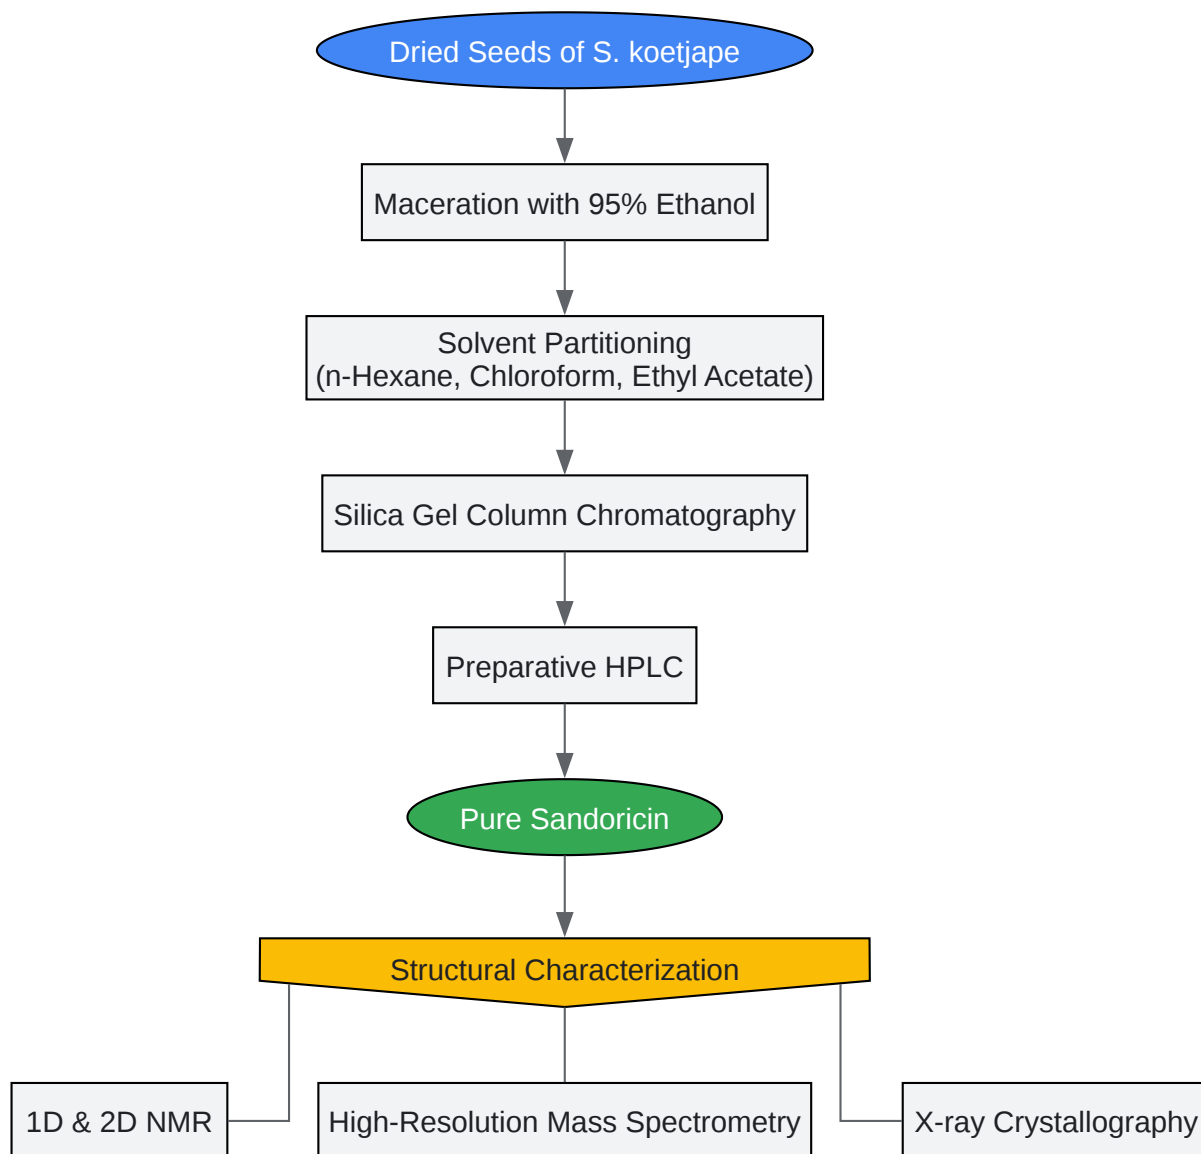 Dried Seeds of S. koetjape
Maceration with 95% Ethanol
Solvent Partitioning
(n-Hexane, Chloroform, Ethyl Acetate)
Silica Gel Column Chromatography
Preparative HPLC
Pure Sandoricin
Structural Characterization
1D & 2D NMR
High-Resolution Mass Spectrometry
X-ray Crystallography